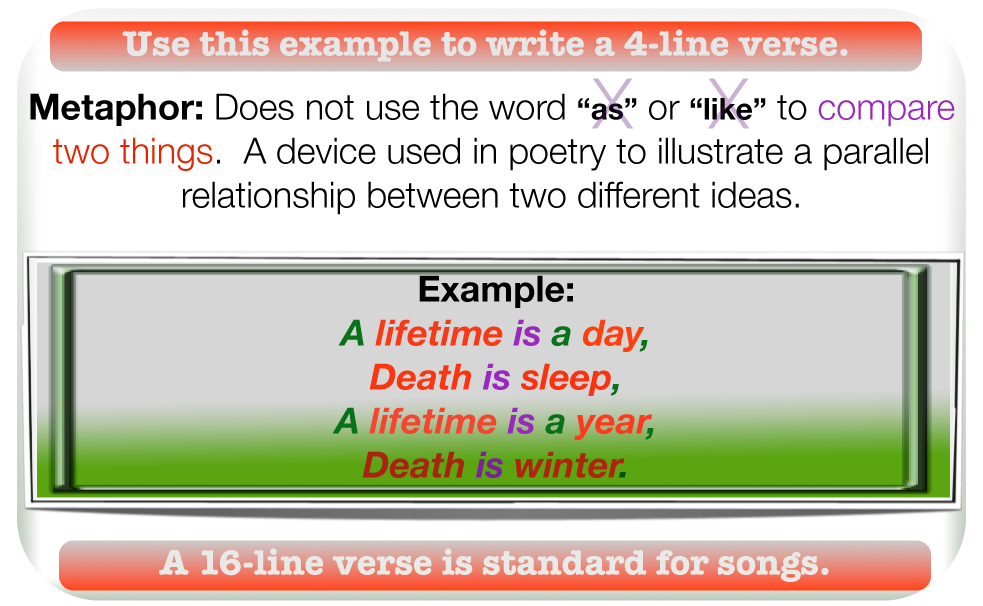 Use this example to write a 4-line verse.
Metaphor: Does not use the word “as” or “like” to compare
two things.  A device used in poetry to illustrate a parallel
relationship between two different ideas.
Example:
A lifetime is a day,
Death is sleep,
A lifetime is a year,
Death is winter.
A 16-line verse is standard for songs.